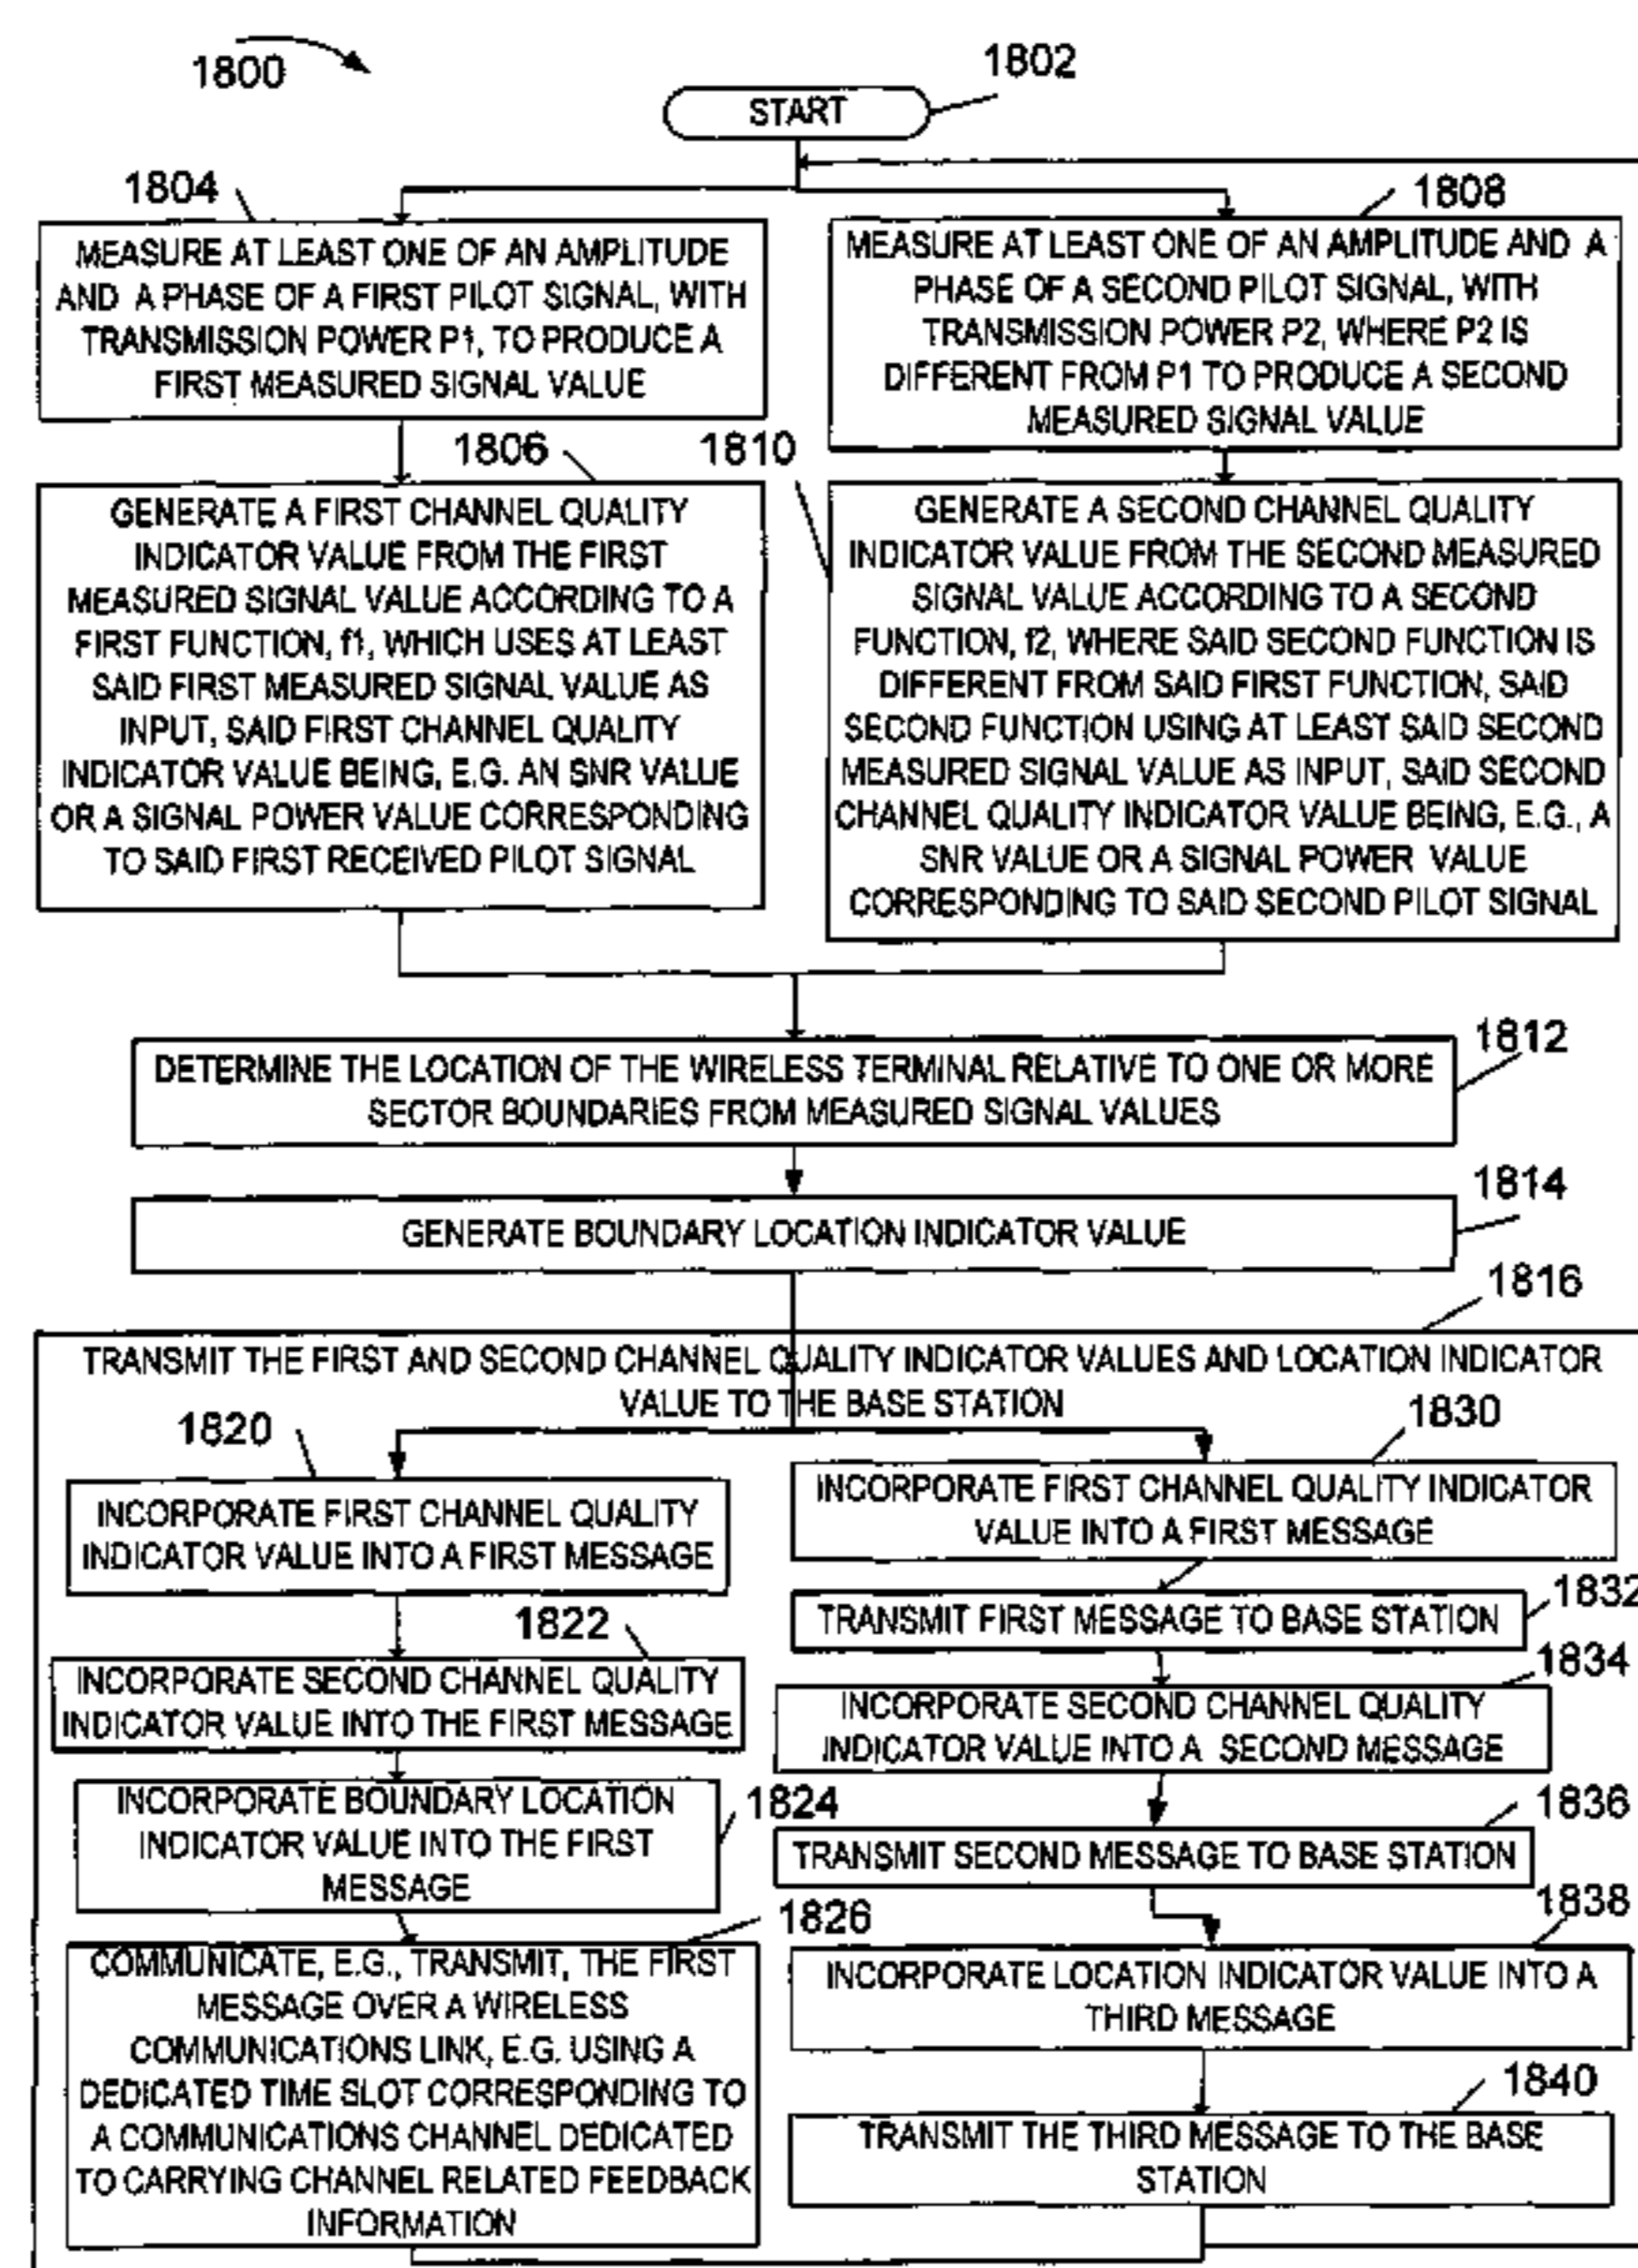 1800
1802
START
1804
MEASURE AT LEAST ONE OF AN AMPLITUDE
AND A PHASE OF A FIRST PILOT SIGNAL, WITH
TRANSMISSION POWER P1, TO PRODUCE A
FIRST MEASURED SIGNAL VALUE
1808
MEASURE AT LEAST ONE OF AN AMPLITUDE AND A
PHASE OF A SECOND PILOT SIGNAL, WITH
TRANSMISSION POWER P2, WHERE P2 IS
DIFFERENT FROM P1 TO PRODUCE A SECOND
MEASURED SIGNAL VALUE
1806
GENERATE A FIRST CHANNEL QUALITY
INDICATOR VALUE FROM THE FIRST
MEASURED SIGNAL VALUE ACCORDING TO A
FIRST FUNCTION, f1, WHICH USES AT LEAST
SAID FIRST MEASURED SIGNAL VALUE AS
INPUT, SAID FIRST CHANNEL QUALITY
INDICATOR VALUE BEING, E.G. AN SNR VALUE
OR A SIGNAL POWER VALUE CORRESPONDING
TO SAID FIRST RECEIVED PILOT SIGNAL
1810
GENERATE A SECOND CHANNEL QUALITY
INDICATOR VALUE FROM THE SECOND MEASURED
SIGNAL VALUE ACCORDING TO A SECOND
FUNCTION, f2, WHERE SAID SECOND FUNCTION IS
DIFFERENT FROM SAID FIRST FUNCTION, SAID
SECOND FUNCTION USING AT LEAST SAID SECOND
MEASURED SIGNAL VALUE AS INPUT, SAID SECOND
CHANNEL QUALITY INDICATOR VALUE BEING, E.G., A
SNR VALUE OR A SIGNAL POWER VALUE
CORRESPONDING TO SAID SECOND PILOT SIGNAL
1812
DETERMINE THE LOCATION OF THE WIRELESS TERMINAL RELATIVE TO ONE OR MORE
SECTOR BOUNDARIES FROM MEASURED SIGNAL VALUES
1814
GENERATE BOUNDARY LOCATION INDICATOR VALUE
1816
TRANSMIT THE FIRST AND SECOND CHANNEL QUALITY INDICATOR VALUES AND LOCATION INDICATOR
VALUE TO THE BASE STATION
1820
INCORPORATE FIRST CHANNEL QUALITY
INDICATOR VALUE INTO A FIRST MESSAGE
1822
INCORPORATE SECOND CHANNEL QUALITY
INDICATOR VALUE INTO THE FIRST MESSAGE
1824
INCORPORATE BOUNDARY LOCATION
INDICATOR VALUE INTO THE FIRST
MESSAGE
1826
COMMUNICATE, E.G., TRANSMIT, THE FIRST
MESSAGE OVER A WIRELESS
COMMUNICATIONS LINK, E.G. USING A
DEDICATED TIME SLOT CORRESPONDING TO
A COMMUNICATIONS CHANNEL DEDICATED
TO CARRYING CHANNEL RELATED FEEDBACK
INFORMATION
1830
INCORPORATE FIRST CHANNEL QUALITY INDICATOR
VALUE INTO A FIRST MESSAGE
1832
TRANSMIT FIRST MESSAGE TO BASE STATION
1834
INCORPORATE SECOND CHANNEL QUALITY
INDICATOR VALUE INTO A SECOND MESSAGE
1836
TRANSMIT SECOND MESSAGE TO BASE STATION
1838
INCORPORATE LOCATION INDICATOR VALUE INTO A
THIRD MESSAGE
1840
TRANSMIT THE THIRD MESSAGE TO THE BASE
STATION